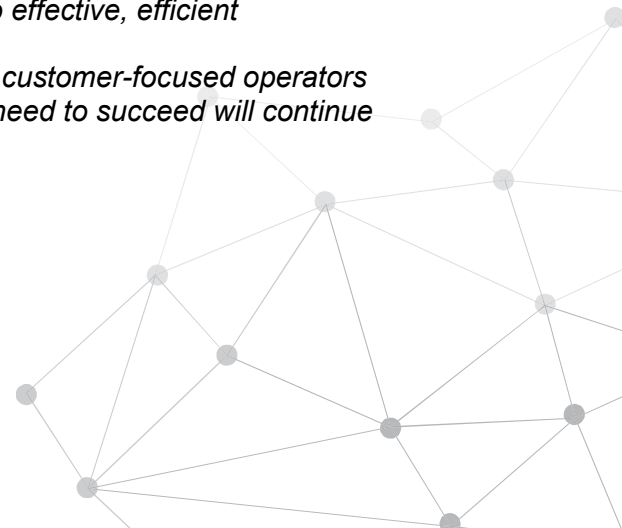 effective, efficient
customer-focused operators
need to succeed will continue